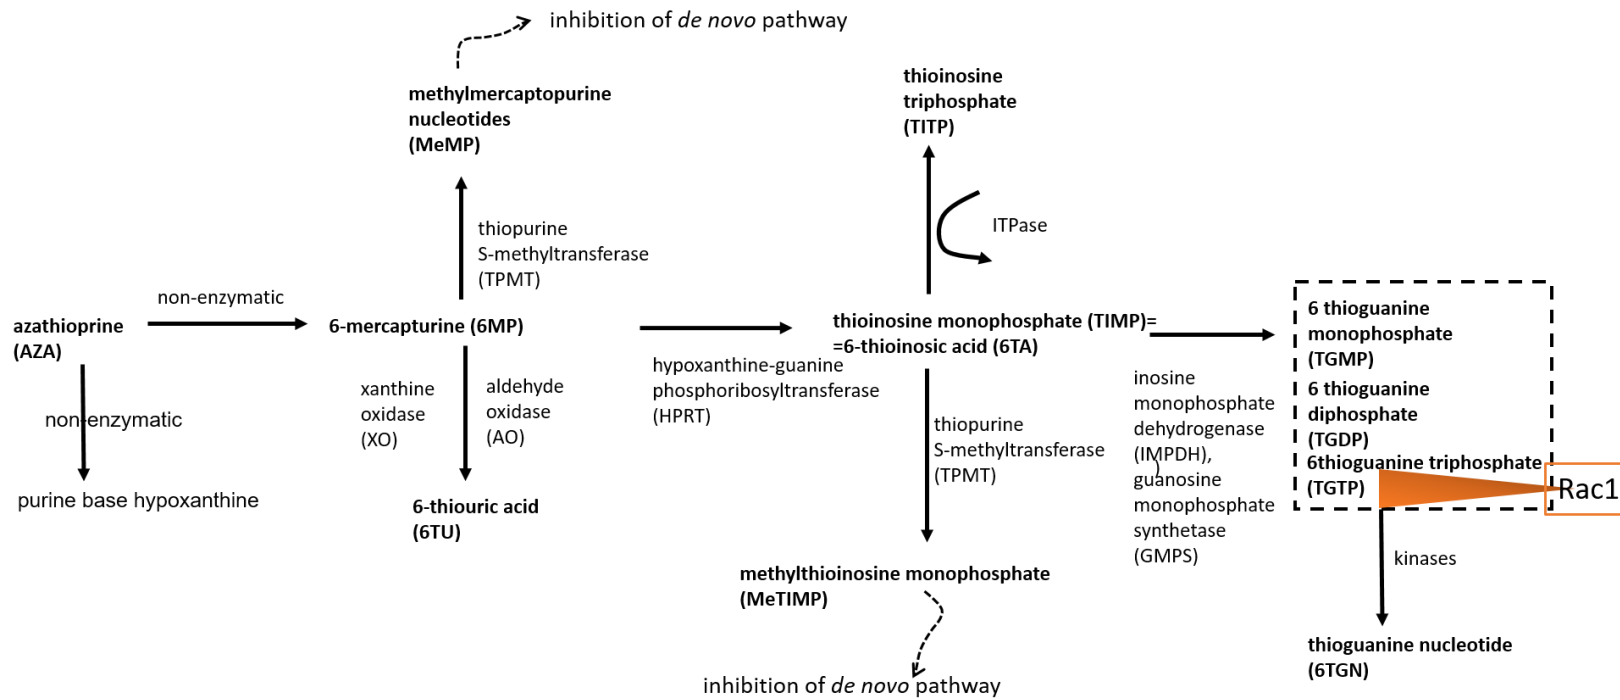 inhibition of de novo pathway
methylmercaptopurine
nucleotides
(MeMP)
thioinosine
triphosphate
(TITP)
thiopurine
S-methyltransferase
(TPMT)
ITPase
non-enzymatic
azathioprine
(AZA)
6-mercapturine (6MP)
thioinosine monophosphate (TIMP)=
=6-thioinosic acid (6TA)
6 thioguanine
monophosphate
(TGMP)
6 thioguanine
diphosphate
(TGDP)
6thioguanine triphosphate
(TGTP)
Rac1
non-enzymatic
purine base hypoxanthine
xanthine
oxidase
(XO)
aldehyde
oxidase
(AO)
6-thiouric acid
(6TU)
hypoxanthine-guanine
phosphoribosyltransferase
(HPRT)
thiopurine
S-methyltransferase
(TPMT)
inosine
monophosphate
dehydrogenase
(IMPDH),
)
guanosine
monophosphate
synthetase
(GMPS)
kinases
methylthioinosine monophosphate
(MeTIMP)
thioguanine nucleotide
(6TGN)
inhibition of de novo pathway